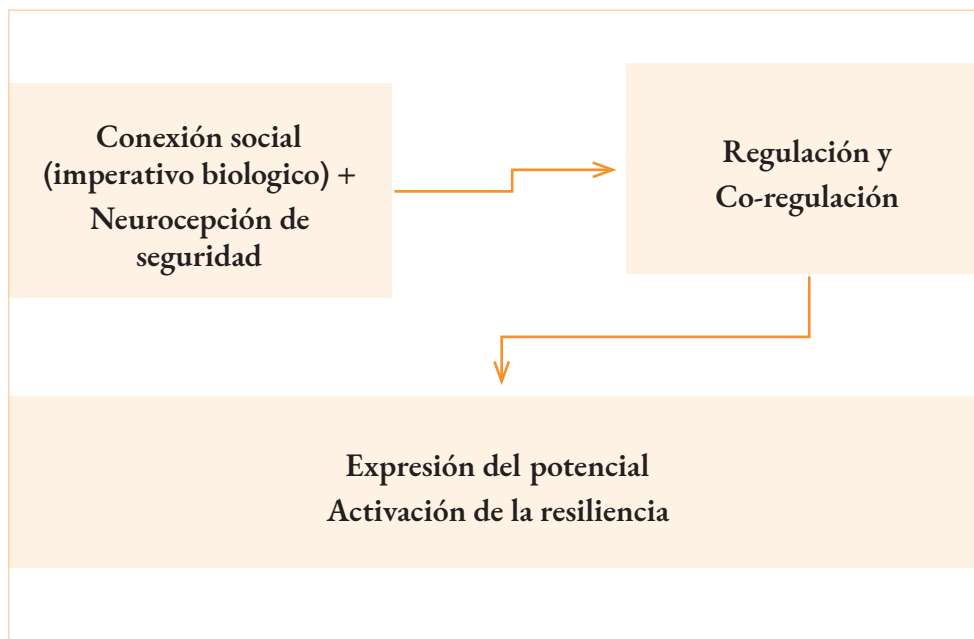 Conexión social
(imperativo biologico) +
Neurocepción de
seguridad
Regulación y
Co-regulación
Expresión del potencial
Activación de la resiliencia